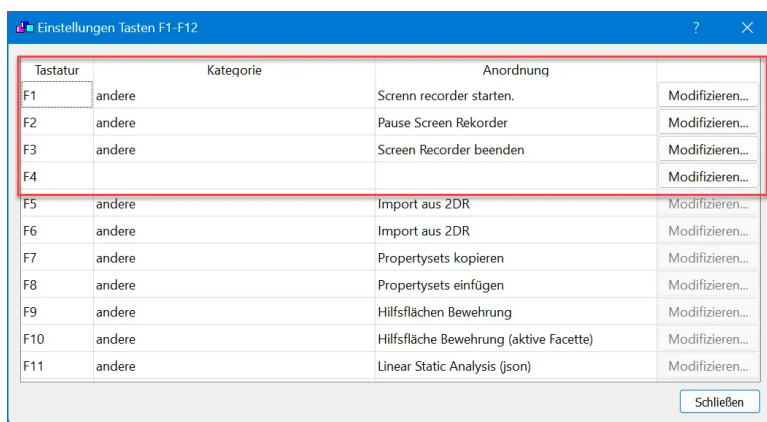 Einstellungen Tasten F1-F12 ?
Tastatur Kategorie Anordnung
F1 andere Screnn recorder starten. Modifizieren...
F2 andere Pause Screen Rekorder Modifizieren...
F3 andere Screen Recorder beenden Modifizieren...
F4 Modifizieren...
F5 andere Import aus 2DR Modifizieren...
F6 andere Import aus 2DR Modifizieren...
F7 andere Propertysets kopieren Modifizieren...
F8 andere Propertysets einfügen Modifizieren...
F9 andere Hilfsflächen Bewehrung Modifizieren...
F10 andere Hilfsfläche Bewehrung (aktive Facette) Modifizieren...
F11 andere Linear Static Analysis (json) Modifizieren...
Schließen